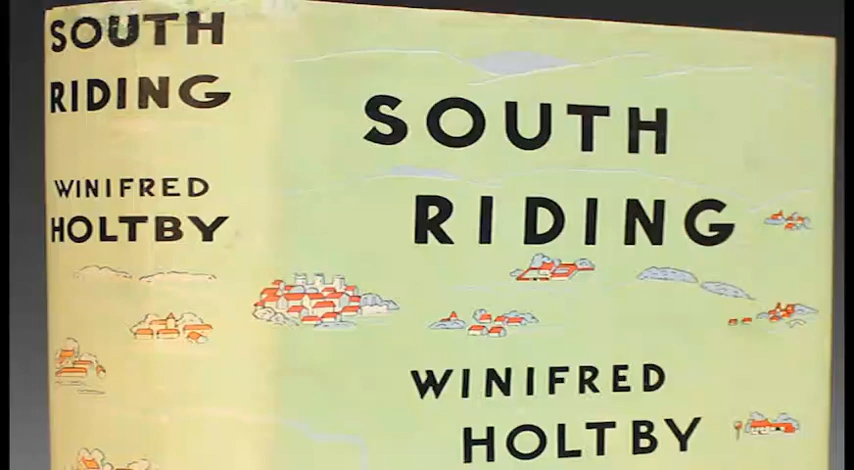 SOUTH
RIDING
WINIFRED
HOLTBY
SOUTH
RIDING
WINIFRED
HOLTBY